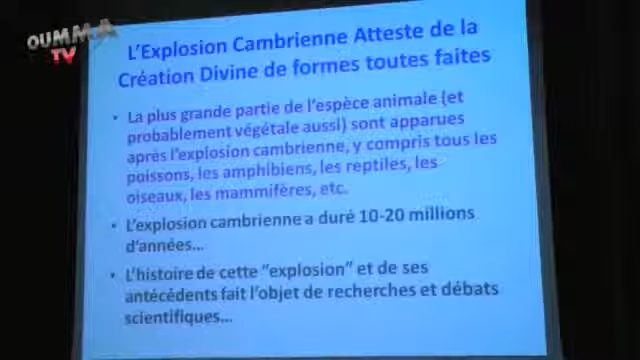 OUMMA
TV
L'Explosion Cambrienne Atteste de la
Création Divine de formes toutes faites
• La plus grande partie de l'espèce animale (et
probablement végétale aussi) sont apparues
après l'explosion cambrienne, y compris tous les
poissons, les amphibiens, les reptiles, les
oiseaux, les mammifères, etc.
• L'explosion cambrienne a duré 10-20 millions
d'années...
• L'histoire de cette "explosion" et de ses
antécédents fait l'objet de recherches et débats
scientifiques...